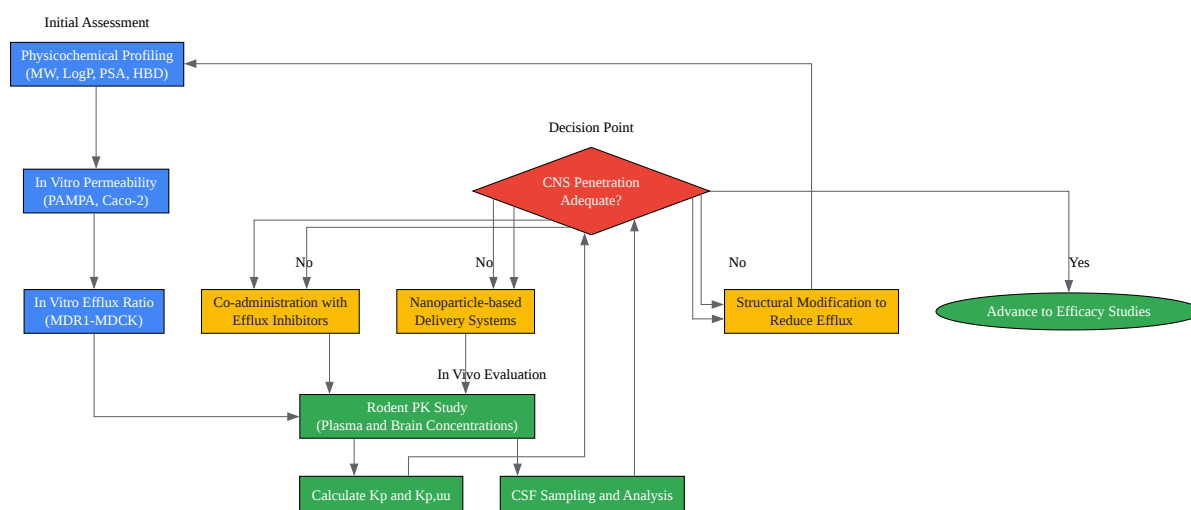 Initial Assessment
Physicochemical Profiling
(MW, LogP, PSA, HBD)
Decision Point
CNS Penetration
Adequate?
In Vitro Permeability
(PAMPA, Caco-2)
No
No
No
Yes
In Vitro Efflux Ratio
(MDR1-MDCK)
Co-administration with
Efflux Inhibitors
Nanoparticle-based
Delivery Systems
Structural Modification to
Reduce Efflux
Advance to Efficacy Studies
In Vivo Evaluation
Rodent PK Study
(Plasma and Brain Concentrations)
Calculate Kp and Kp,uu
CSF Sampling and Analysis